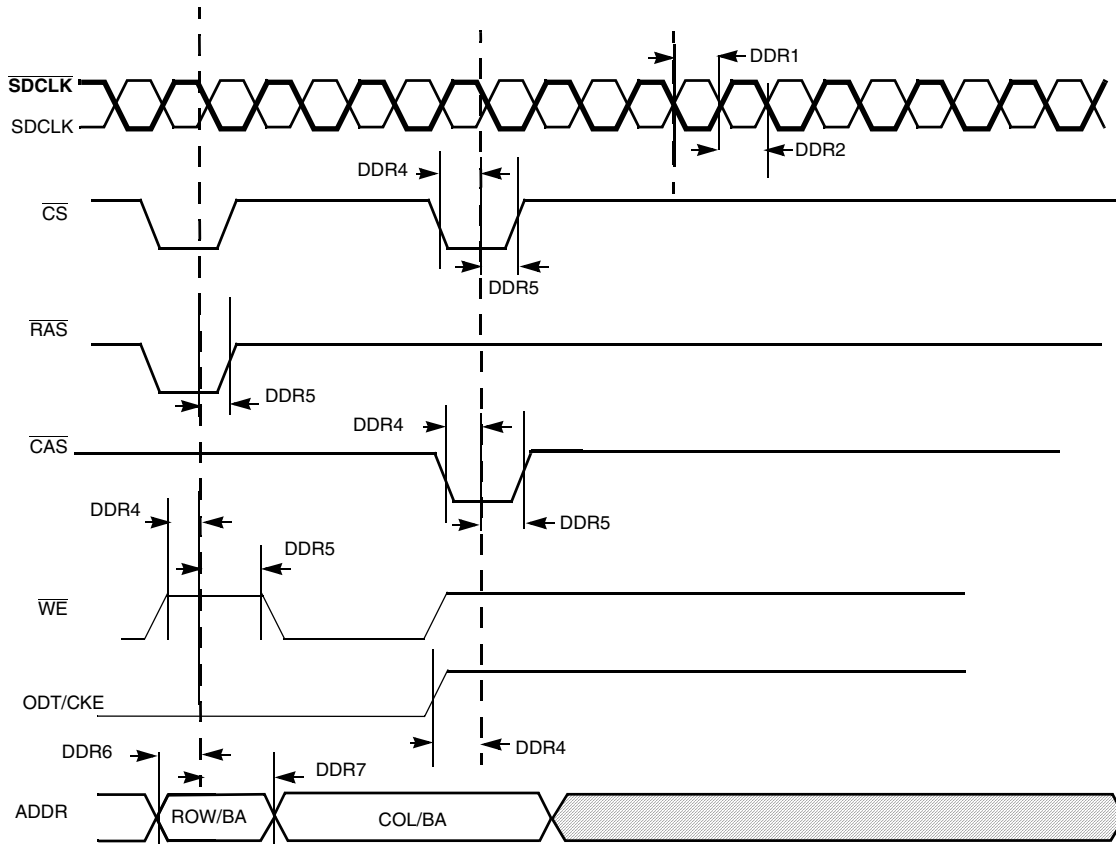 DDR1
SDCLK
SDCLK
DDR2
DDR4
CS
DDR5
RAS
DDR5
DDR4
CAS
DDR4
DDR5
DDR5
WE
ODT/CKE
DDR4
DDR6
DDR7
ADDR
ROW/BA
COL/BA